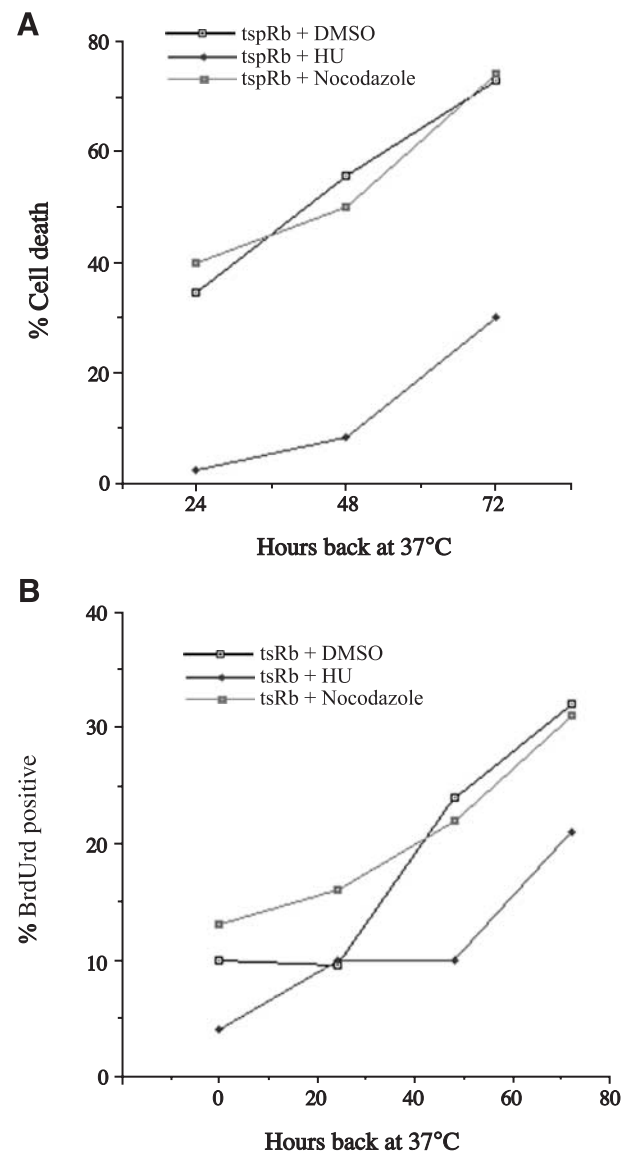 A
tspRb + DMSO
tspRb + HU
tspRb + Nocodazole
80
60
40
20
0
% Cell death
24 48 72
Hours back at 37°C
B
40
tsRb + DMSO
tsRb + HU
tsRb + Nocodazole
30
20
10
0
% BrdUrd positive
0 20 40 60 80
Hours back at 37°C